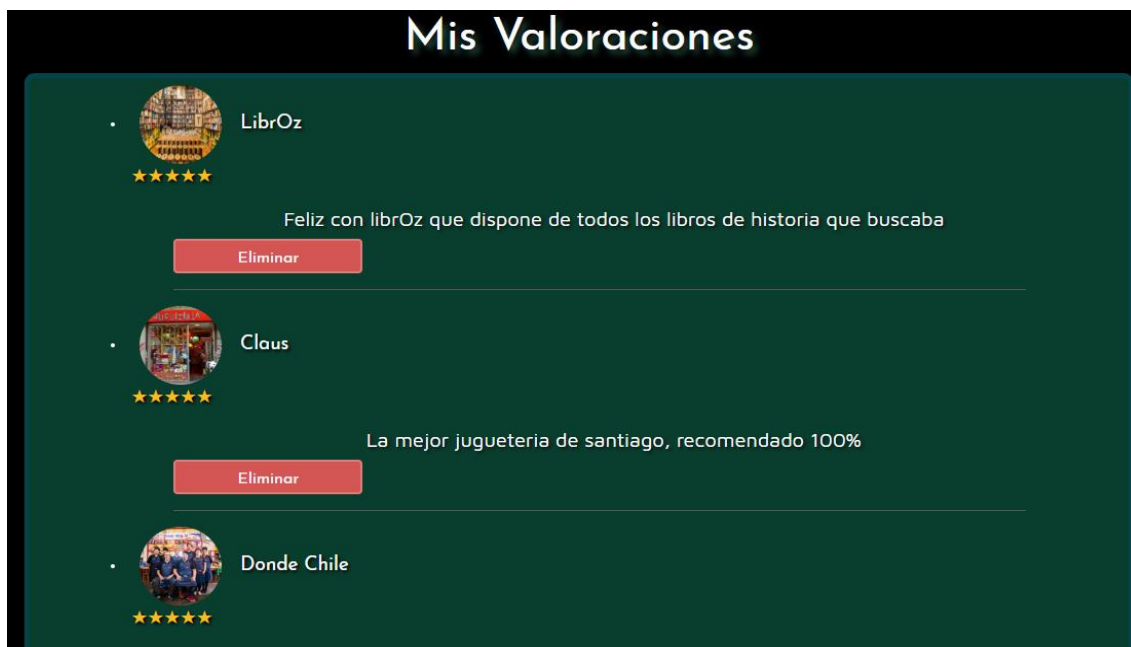 Mis Valoraciones
LibrOz
★★★★★
Feliz con librOz que dispone de todos los libros de historia que buscaba
Eliminar
Claus
★★★★★
La mejor jugueteria de santiago, recomendado 100%
Eliminar
Donde Chile
★★★★★